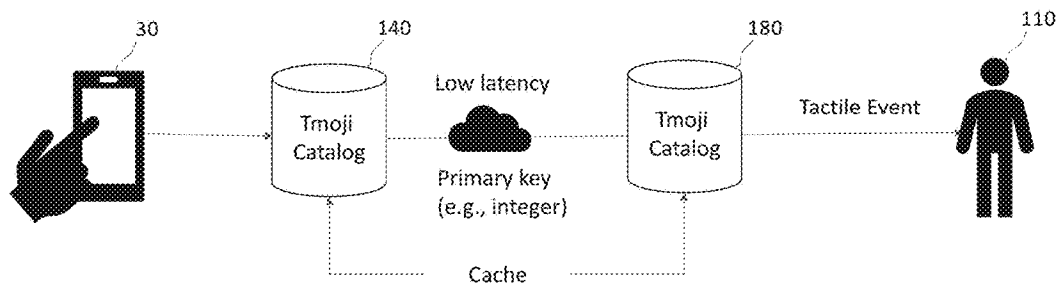 30
140
180
110
Low latency
Tmoji
Catalog
Tmoji
Catalog
Tactile Event
Primary key
(e.g., integer)
Cache